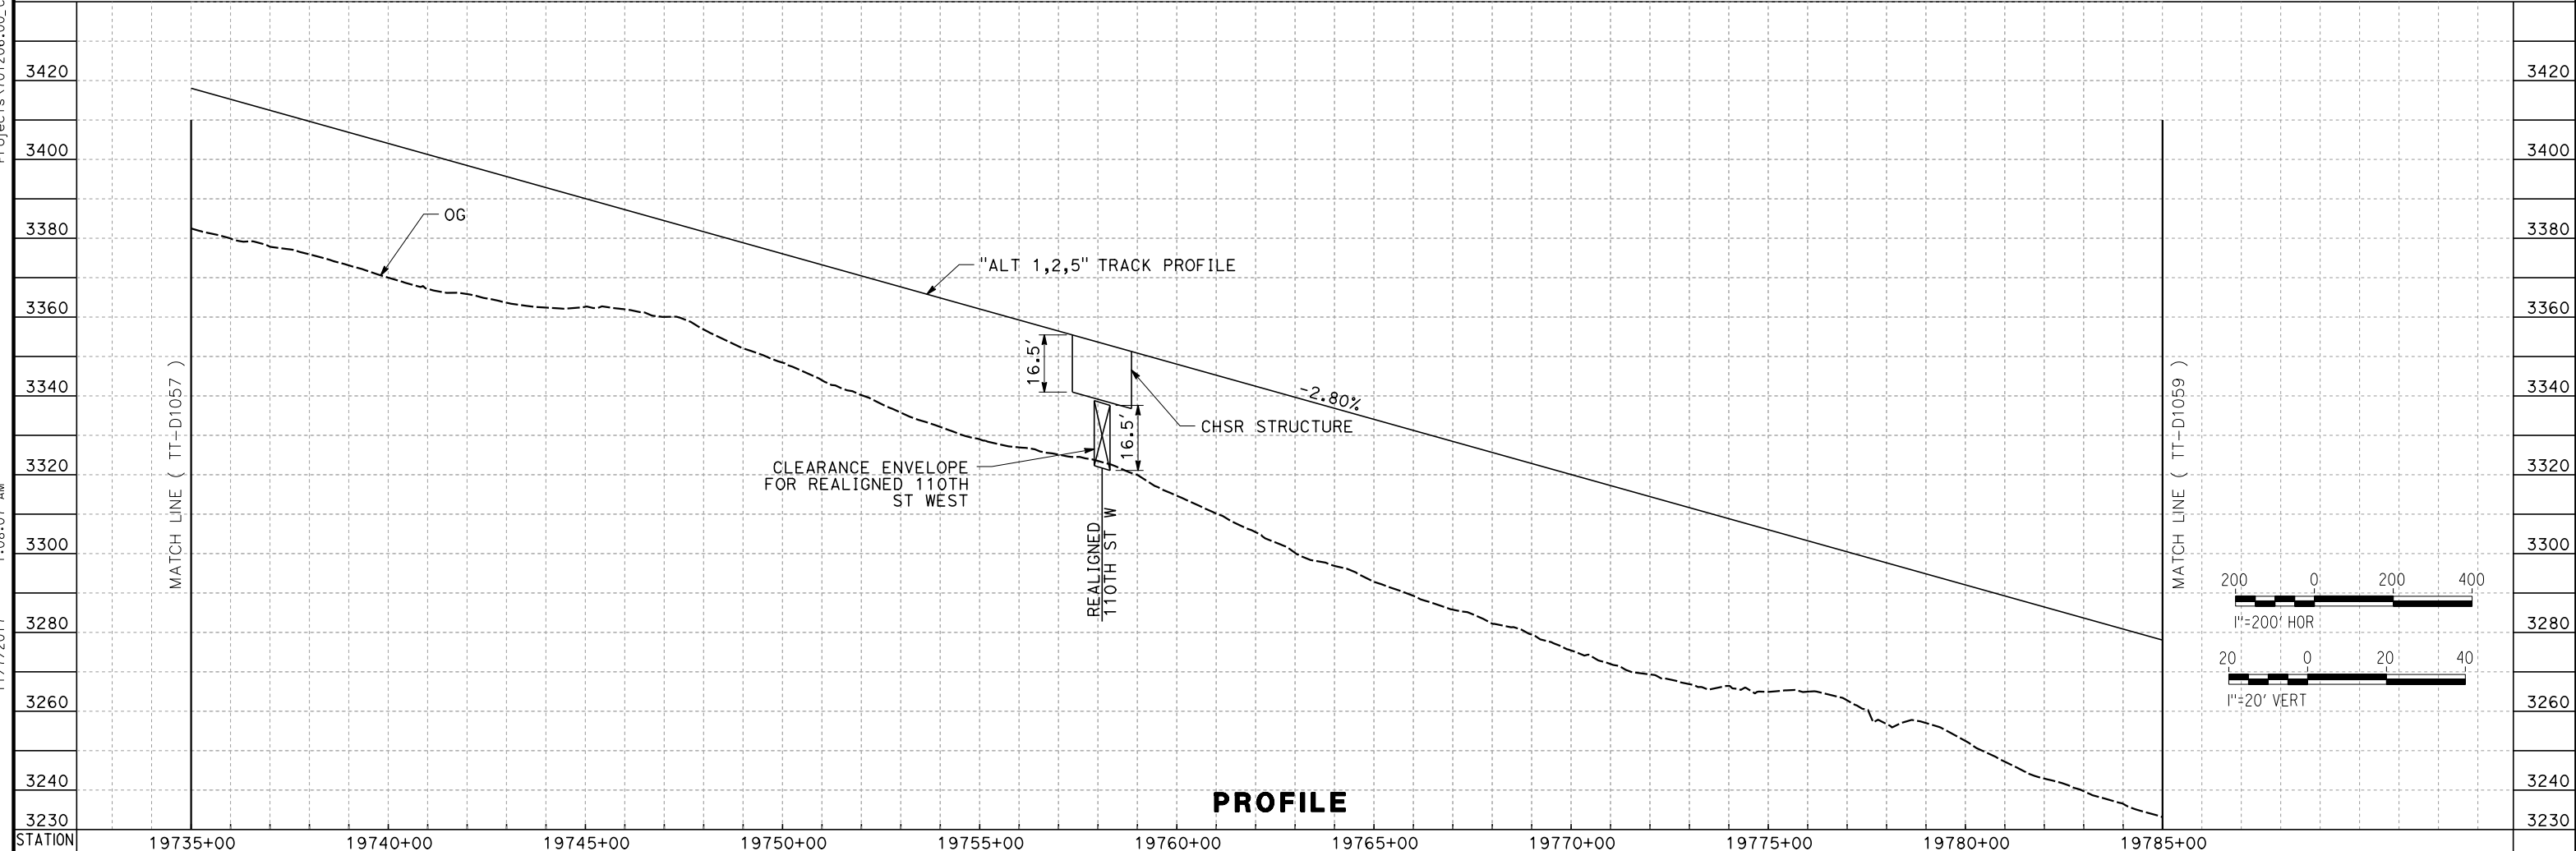 3420
3400
3380
3360
3340
3320
3300
3280
3260
3240
3230
STATION
3420
3400
3380
3360
3340
3320
3300
3280
3260
3240
3230
OG
"ALT 1,2,5" TRACK PROFILE
16.5'
-2.80%
CHSR STRUCTURE
16.5'
CLEARANCE ENVELOPE
FOR REALIGNED 110TH
ST WEST
REALIGNED
110TH ST W
MATCH LINE ( TT-D1057 )
MATCH LINE ( TT-D1059 )
200 0 200 400
1"=200' HOR
20 0 20 40
1"=20' VERT
PROFILE
19735+00 19740+00 19745+00 19750+00 19755+00 19760+00 19765+00 19770+00 19775+00 19780+00 19785+00